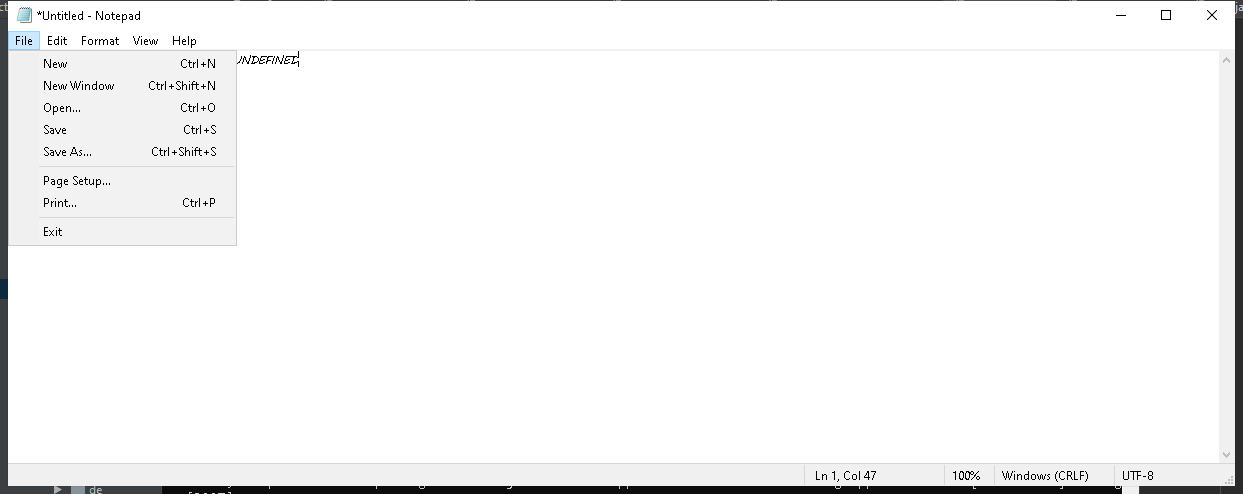 *Untitled - Notepad
File Edit Format View Help
UNDEFINED
New Ctrl+N
New Window Ctrl+Shift+N
Open... Ctrl+O
Save Ctrl+S
Save As... Ctrl+Shift+S
Page Setup...
Print... Ctrl+P
Exit
Ln 1, Col 47 100% Windows (CRLF) UTF-8
de